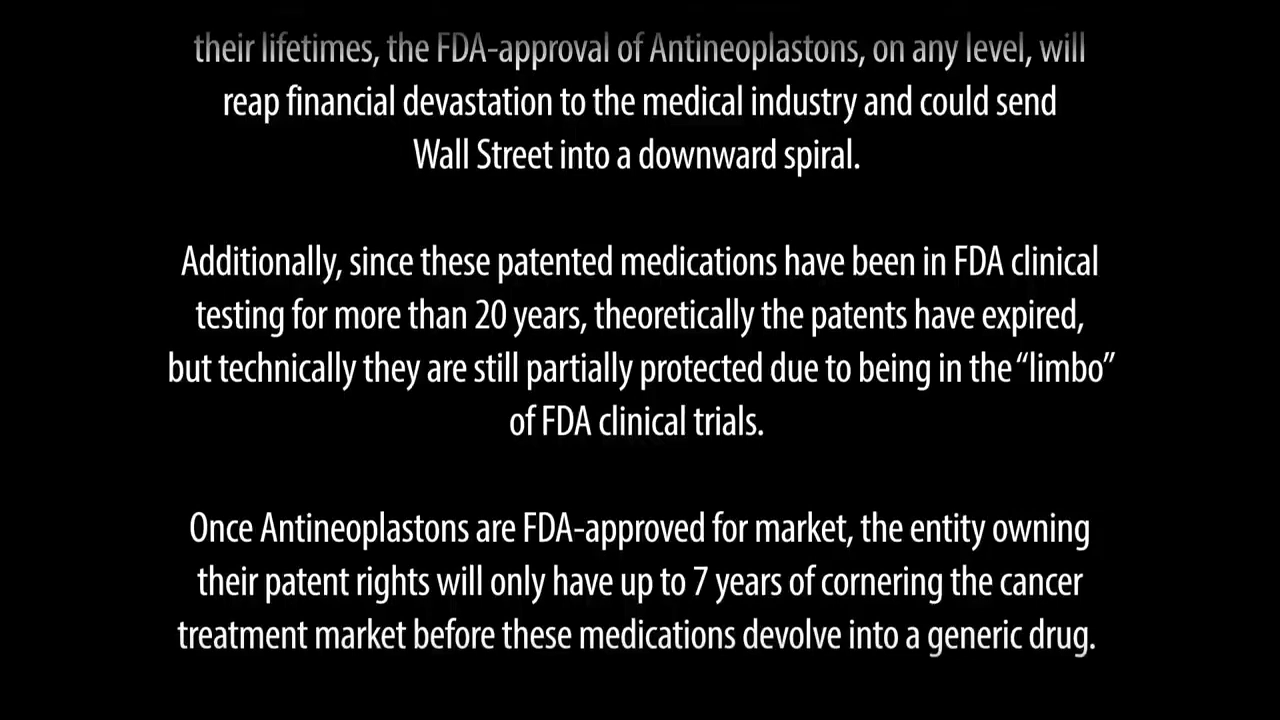 their lifetimes, the FDA-approval of Antineoplastons, on any level, will
reap financial devastation to the medical industry and could send
Wall Street into a downward spiral.
Additionally, since these patented medications have been in FDA clinical
testing for more than 20 years, theoretically the patents have expired,
but technically they are still partially protected due to being in the “limbo”
of FDA clinical trials.
Once Antineoplastons are FDA-approved for market, the entity owning
their patent rights will only have up to 7 years of cornering the cancer
treatment market before these medications devolve into a generic drug.